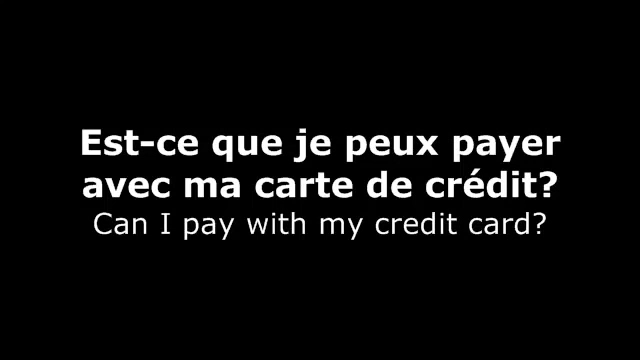 Est-ce que je peux payer
avec ma carte de crédit?
Can I pay with my credit card?